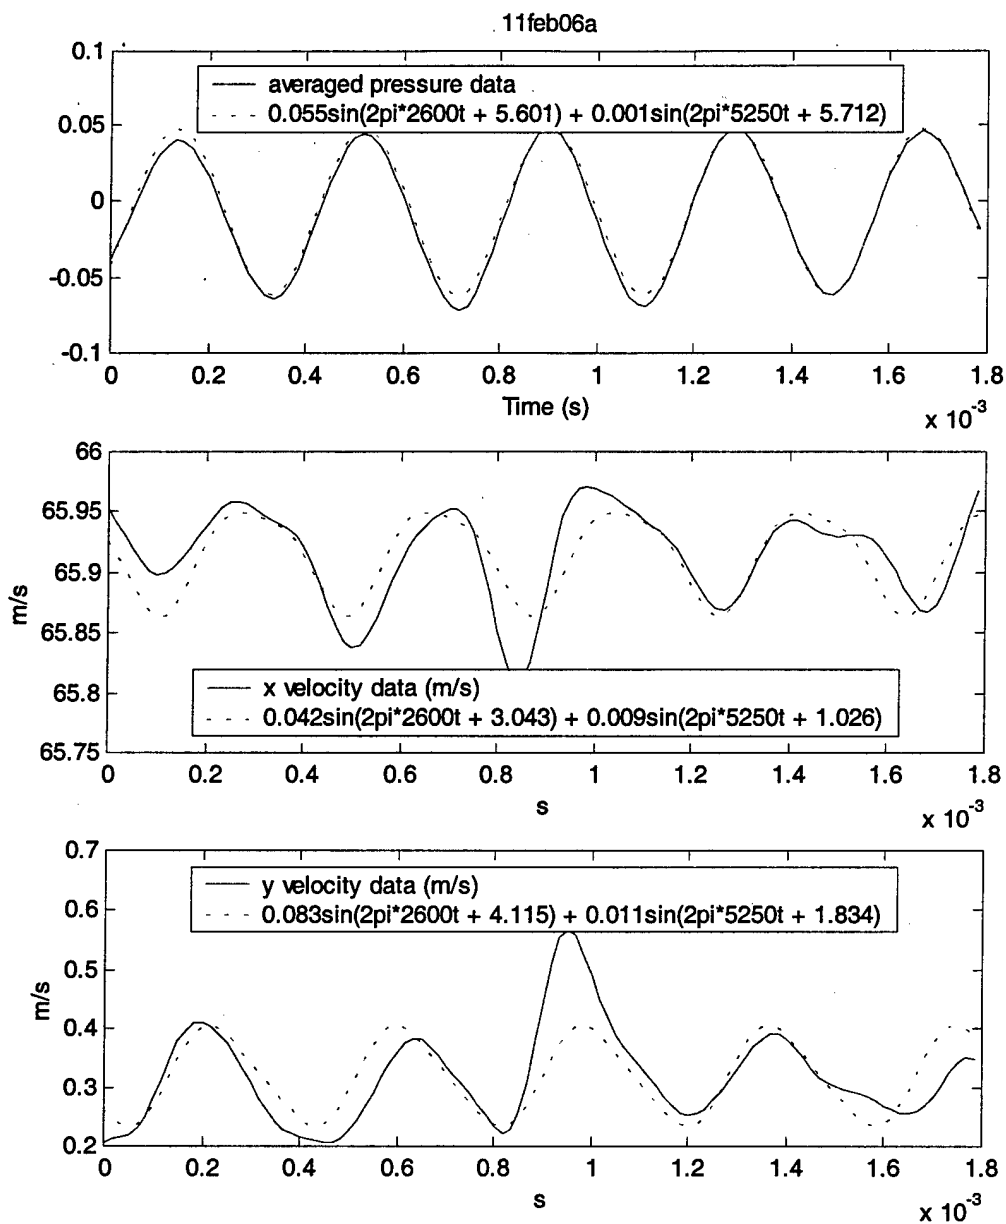 11feb06a
0.1
averaged pressure data
0.055sin(2pi*2600t + 5.601) + 0.001sin(2pi*5250t + 5.712)
0.05
0
-0.05
-0.1
0 0.2 0.4 0.6 0.8 1 1.2 1.4 1.6 1.8
Time (s)
x 10-3
66
65.95
65.9
m/s
65.85
65.8
x velocity data (m/s)
0.042sin(2pi*2600t + 3.043) + 0.009sin(2pi*5250t + 1.026)
65.75
0 0.2 0.4 0.6 0.8 1 1.2 1.4 1.6 1.8
s
x 10-3
0.7
y velocity data (m/s)
0.083sin(2pi*2600t + 4.115) + 0.011sin(2pi*5250t + 1.834)
0.6
0.5
m/s
0.4
0.3
0.2
0 0.2 0.4 0.6 0.8 1 1.2 1.4 1.6 1.8
s
x 10-3